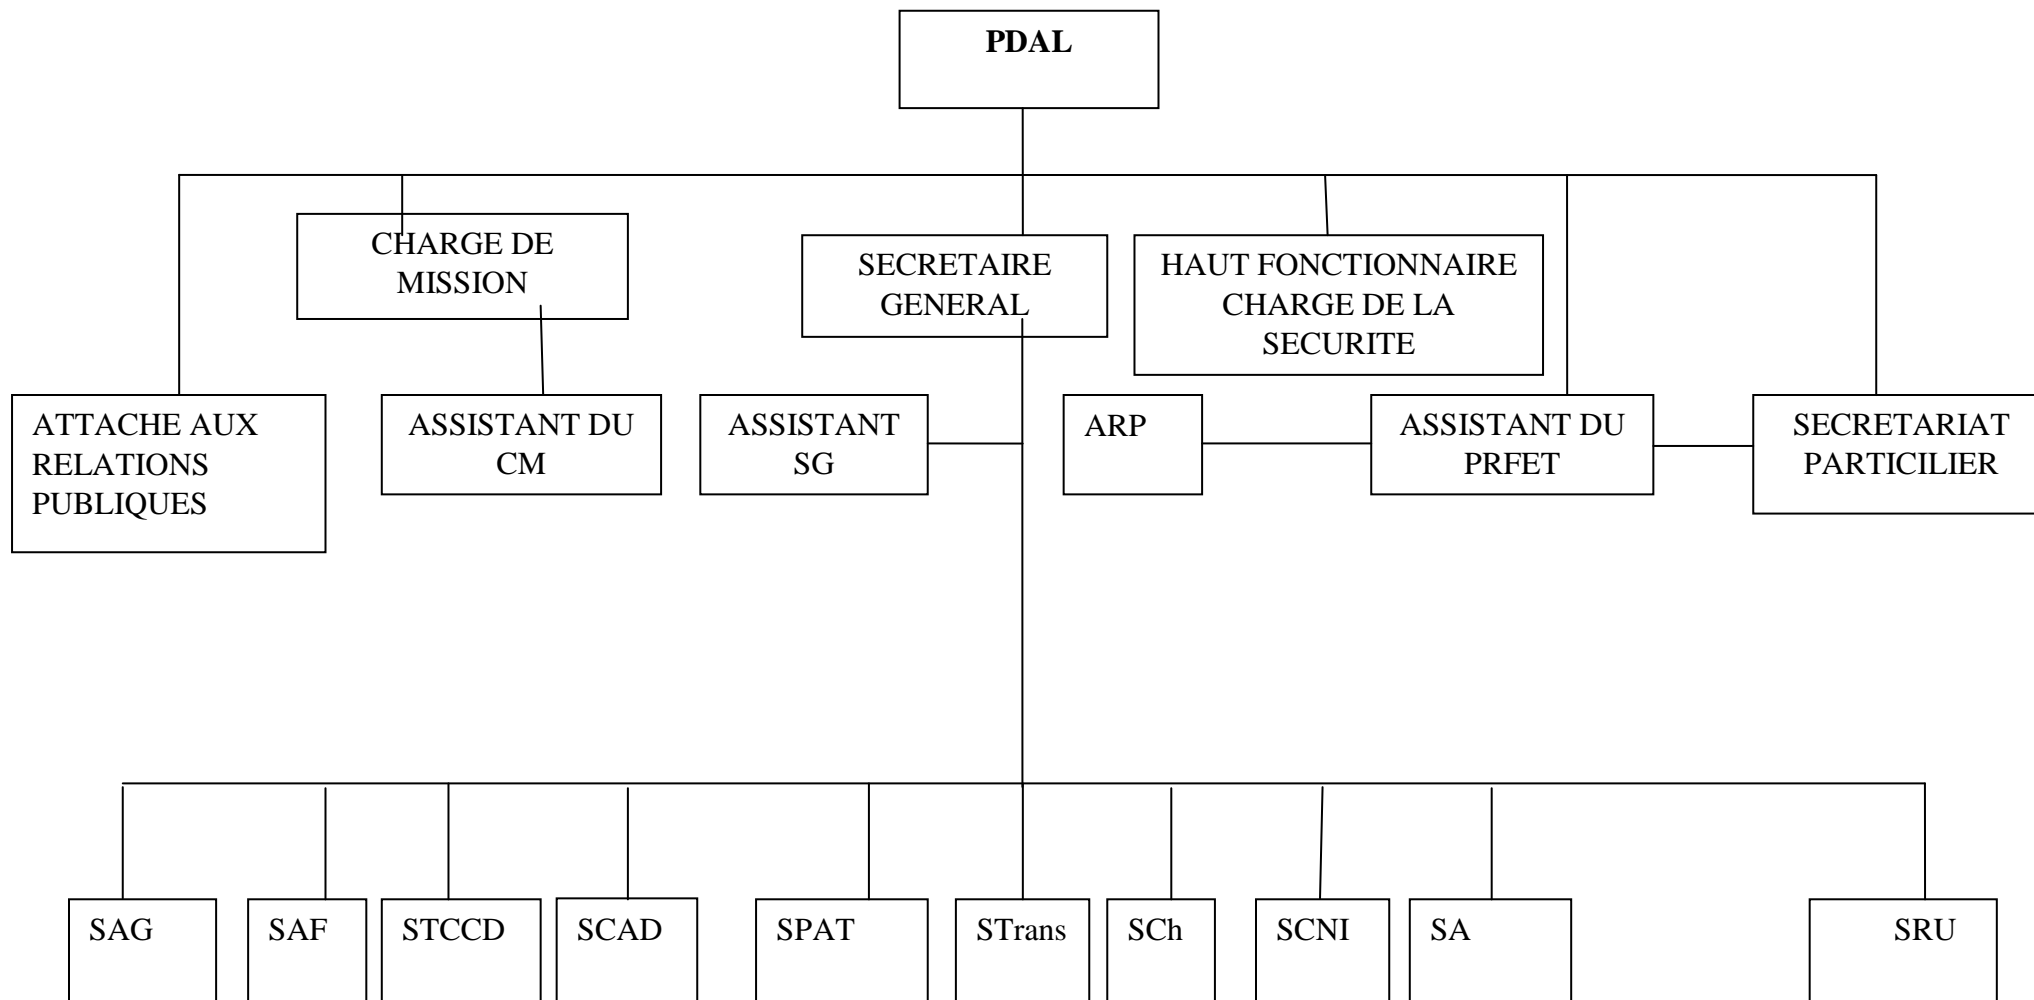 PDAL
CHARGE DE
MISSION
SECRETAIRE
GENERAL
HAUT FONCTIONNAIRE
CHARGE DE LA
SECURITE
ATTACHE AUX
RELATIONS
PUBLIQUES
ASSISTANT DU
CM
ASSISTANT
SG
ARP
ASSISTANT DU
PRFET
SECRETARIAT
PARTICILIER
SAG
SAF
STCCD
SCAD
SPAT
STrans
SCh
SCNI
SA
SRU